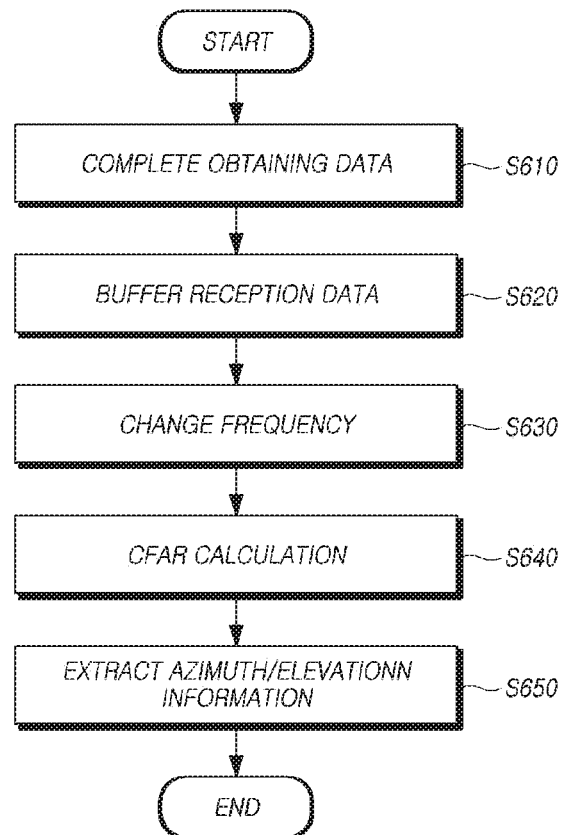 START
COMPLETE OBTAINING DATA
S610
BUFFER RECEPTION DATA
S620
CHANGE FREQUENCY
S630
CFAR CALCULATION
S640
EXTRACT AZIMUTH/ELEVATIONN
INFORMATION
S650
END